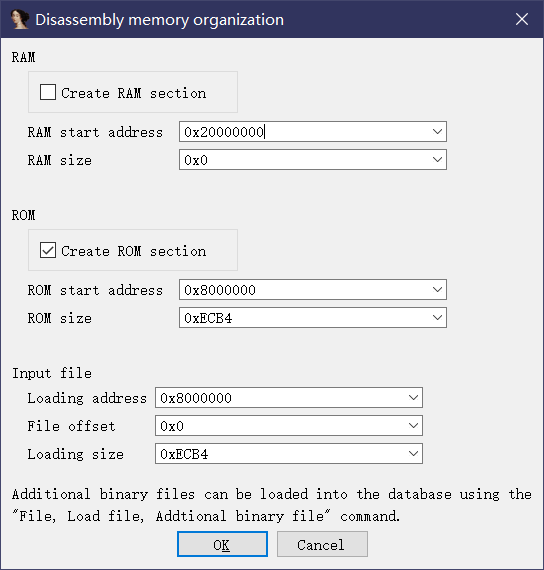 Disassembly memory organization
RAM
Create RAM section
RAM start address 0x20000000
RAM size 0x0
ROM
Create ROM section
ROM start address 0x8000000
ROM size 0xECB4
Input file
Loading address 0x8000000
File offset 0x0
Loading size 0xECB4
Additional binary files can be loaded into the database using the
"File, Load file, Addtional binary file" command.
OK Cancel